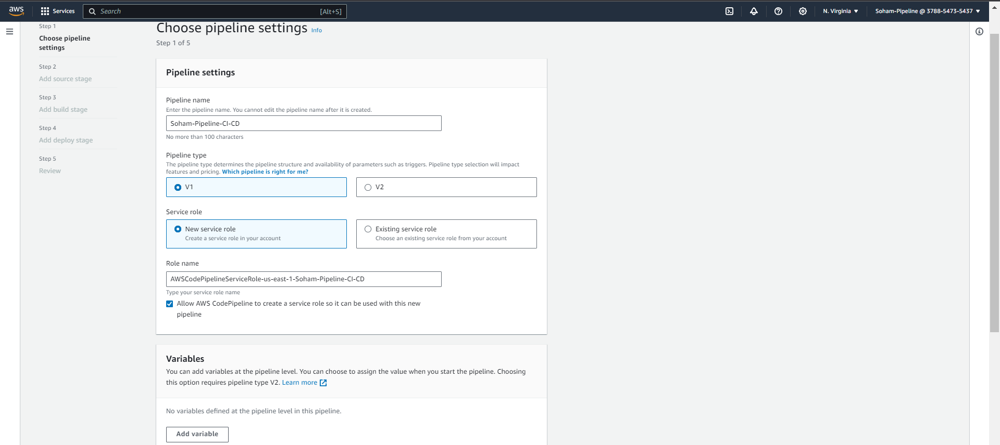 aws
Services
Search
[Alt+S]
N. Virginia
Soham-Pipeline @ 3788-5473-5437
Step 1
Choose pipeline
settings
Step 2
Add source stage
Step 3
Add build stage
Step 4
Add deploy stage
Step 5
Review
Choose pipeline settings Info
Step 1 of 5
Pipeline settings
Pipeline name
Enter the pipeline name. You cannot edit the pipeline name after it is created.
Soham-Pipeline-CI-CD
No more than 100 characters
Pipeline type
The pipeline type determines the pipeline structure and availability of parameters such as triggers. Pipeline type selection will impact
features and pricing. Which pipeline is right for me?
V1
V2
Service role
New service role
Create a service role in your account
Existing service role
Choose an existing service role from your account
Role name
AWSCodePipelineServiceRole-us-east-1-Soham-Pipeline-CI-CD
Type your service role name
Allow AWS CodePipeline to create a service role so it can be used with this new
pipeline
Variables
You can add variables at the pipeline level. You can choose to assign the value when you start the pipeline. Choosing
this option requires pipeline type V2. Learn more
No variables defined at the pipeline level in this pipeline.
Add variable